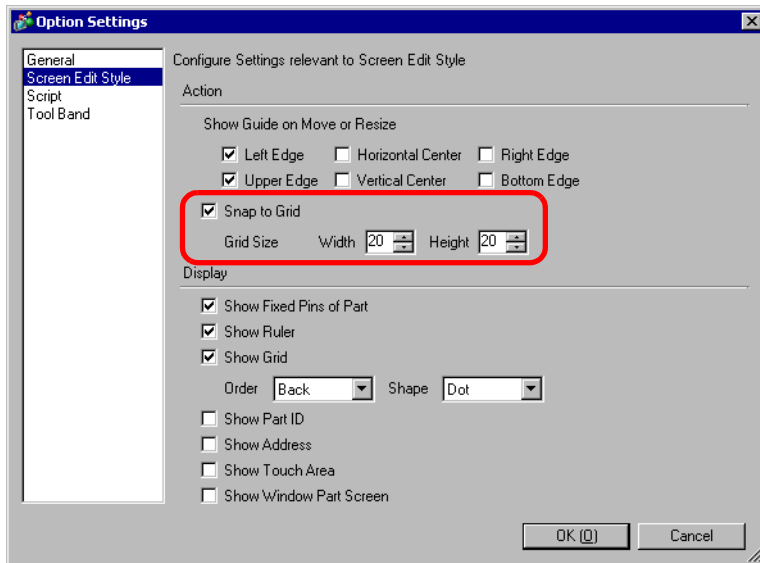 Option Settings
General
Screen Edit Style
Script
Tool Band
Configure Settings relevant to Screen Edit Style
Action
Show Guide on Move or Resize
Left Edge Horizontal Center Right Edge
Upper Edge Vertical Center Bottom Edge
Snap to Grid
Grid Size Width 20 Height 20
Display
Show Fixed Pins of Part
Show Ruler
Show Grid
Order Back Shape Dot
Show Part ID
Show Address
Show Touch Area
Show Window Part Screen
OK (O) Cancel